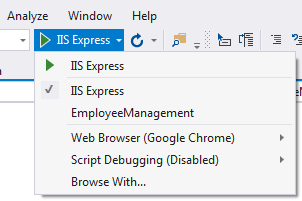 Analyze Window Help
IIS Express
IIS Express
IIS Express
EmployeeManagement
Web Browser (Google Chrome)
Script Debugging (Disabled)
Browse With...